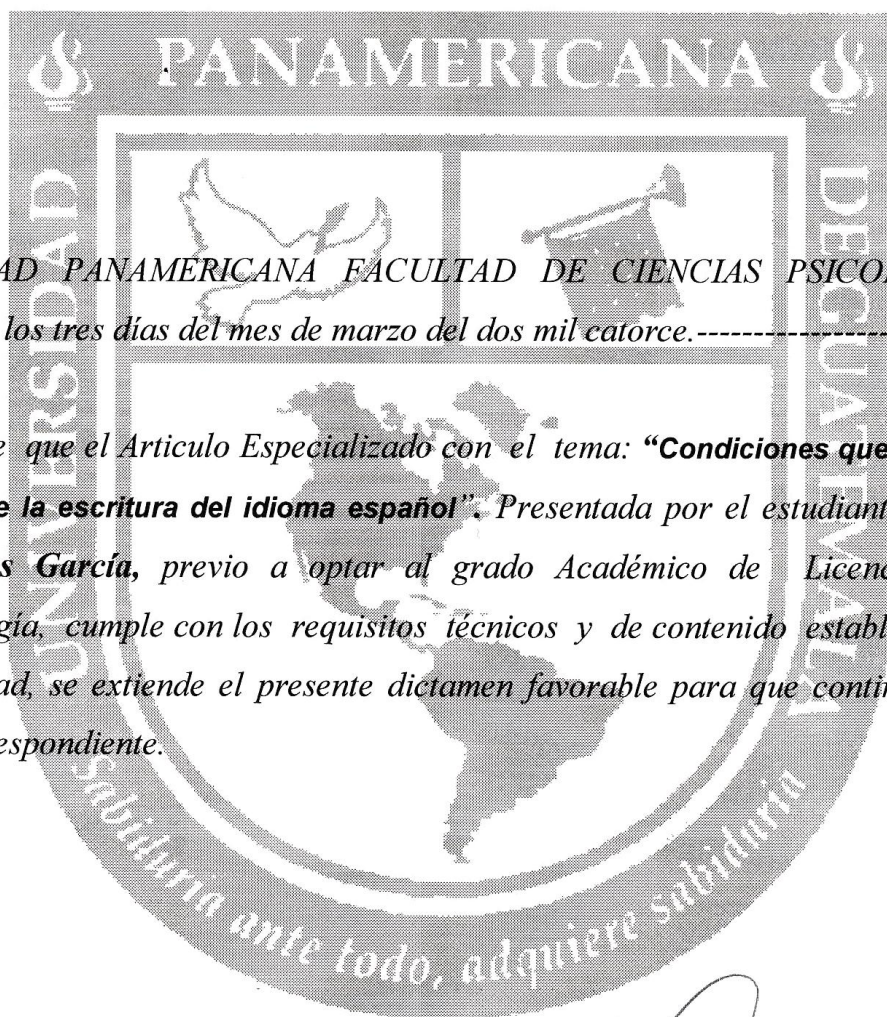 PANAMERICANA
UNIVERSIDAD
DE GUATEMALA
AD PANAMÉRICANA FACULTAD DE CIENCIAS PSICO
los tres días del mes de marzo del dos mil catorce.------------------
e que el Articulo Especializado con el tema: “Condiciones que
e la escritura del idioma español”. Presentada por el estudiant
s García, previo a optar al grado Académico de Licenc
gía, cumple con los requisitos técnicos y de contenido establ
ad, se extiende el presente dictamen favorable para que contin
espondiente.
Sabiduría ante todo, adquiere sabiduría